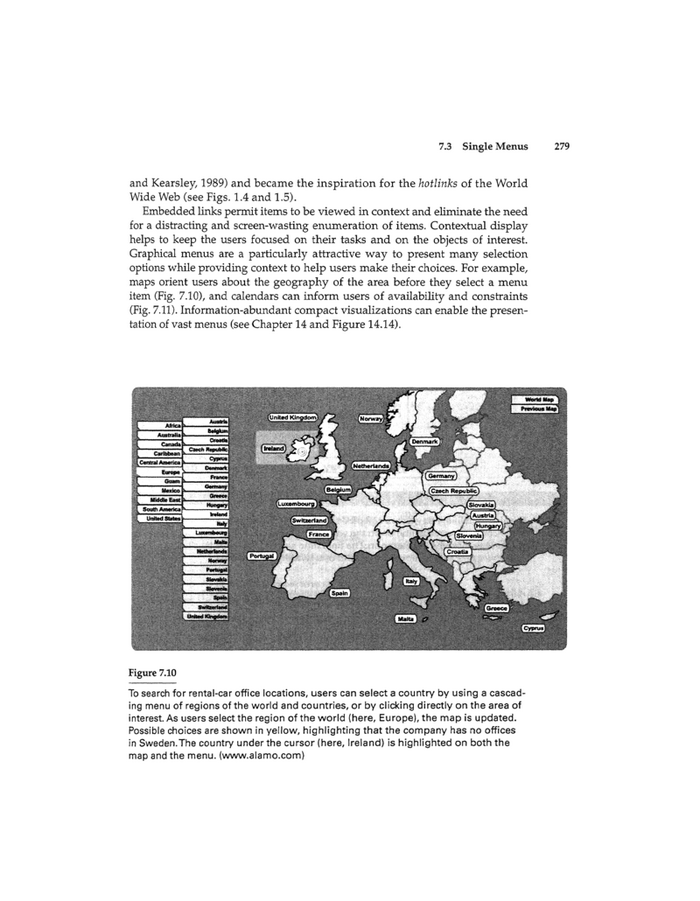 7.3 Single Menus 279
and Kearsley, 1989) and became the inspiration for the hotlinks of the World
Wide Web (see Figs. 1.4 and 1.5).
Embedded links permit items to be viewed in context and eliminate the need
for a distracting and screen-wasting enumeration of items. Contextual display
helps to keep the users focused on their tasks and on the objects of interest.
Graphical menus are a particularly attractive way to present many selection
options while providing context to help users make their choices. For example,
maps orient users about the geography of the area before they select a menu
item (Fig. 7.10), and calendars can inform users of availability and constraints
(Fig. 7.11). Information-abundant compact visualizations can enable the presen-
tation of vast menus (see Chapter 14 and Figure 14.14).
World Map
Previous Map
Africa
Australia
Canada
Caribbean
Central America
Europe
Guam
Mexico
Middle East
South America
United States
Austria
Belgium
Croatia
Czech Republic
Cyprus
Denmark
France
Germany
Greece
Hungary
Ireland
Italy
Luxembourg
Malta
Netherlands
Norway
Portugal
Slovakia
Slovenia
Spain
Switzerland
United Kingdom
United Kingdom
Norway
Denmark
Ireland
Netherlands
Germany
Belgium
Czech Republic
Luxembourg
Slovakia
Austria
Switzerland
Hungary
France
Slovenia
Croatia
Portugal
Italy
Spain
Greece
Malta
Cyprus
Figure 7.10
To search for rental-car office locations, users can select a country by using a cascad-
ing menu of regions of the world and countries, or by clicking directly on the area of
interest. As users select the region of the world (here, Europe), the map is updated.
Possible choices are shown in yellow, highlighting that the company has no offices
in Sweden.The country under the cursor (here, Ireland) is highlighted on both the
map and the menu. (www.alamo.com)